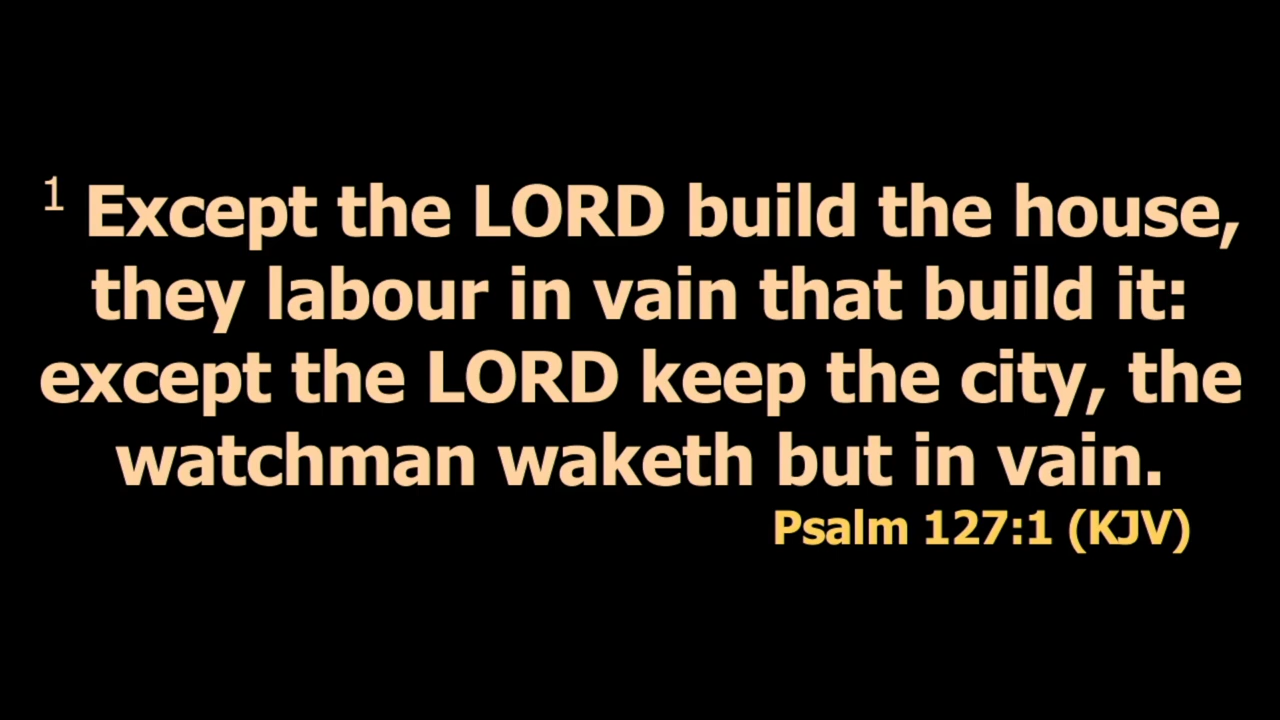 1 Except the LORD build the house,
they labour in vain that build it:
except the LORD keep the city, the
watchman waketh but in vain.
Psalm 127:1 (KJV)